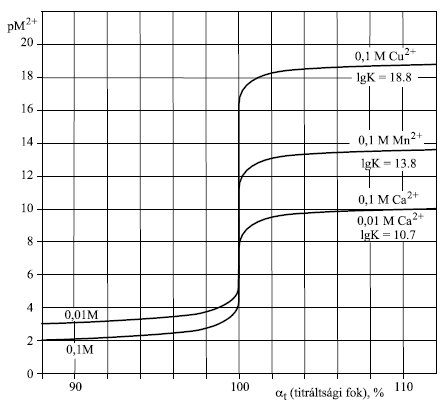 pM2+
20
18
16
14
12
10
8
6
4
2
0
0,1 M Cu2+
lgK = 18.8
0,1 M Mn2+
lgK = 13.8
0,1 M Ca2+
0,01 M Ca2+
lgK = 10.7
0,01M
0,1M
90
100
110
αt (titráltsági fok), %